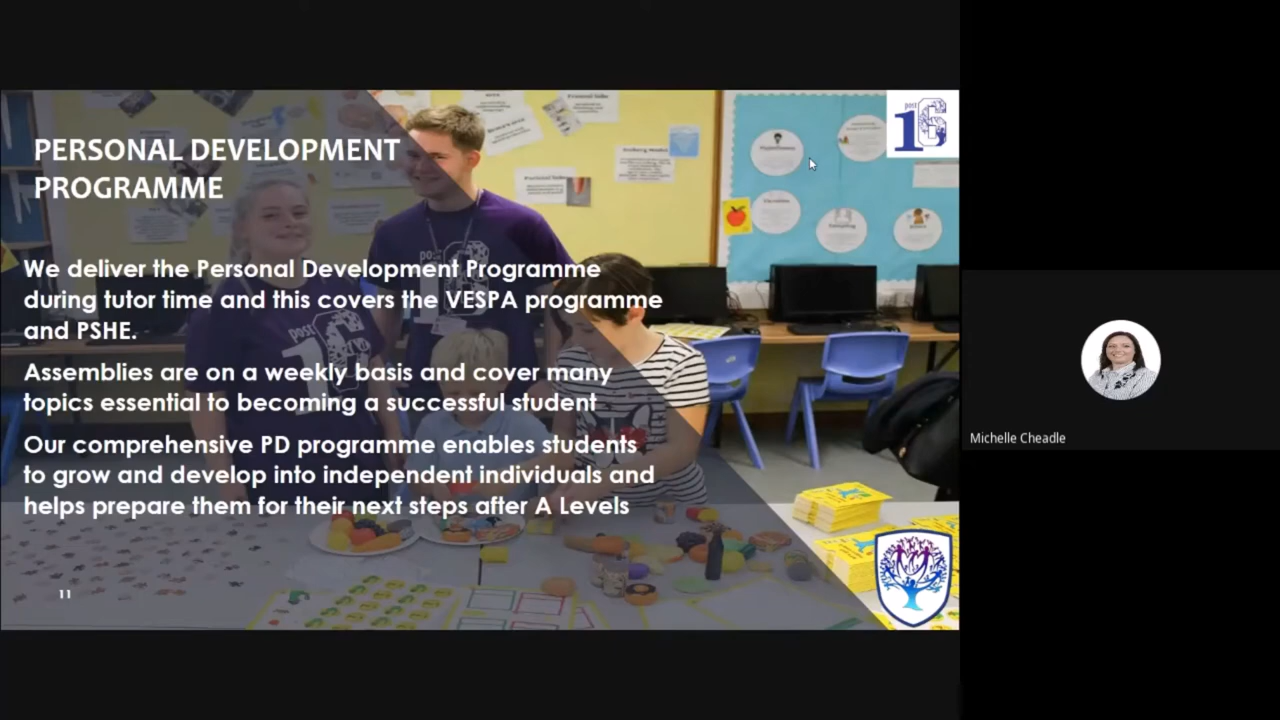 PERSONAL DEVELOPMENT
PROGRAMME
post
16
We deliver the Personal Development Programme
during tutor time and this covers the VESPA programme
and PSHE.
Assemblies are on a weekly basis and cover many
topics essential to becoming a successful student
Our comprehensive PD programme enables students
to grow and develop into independent individuals and
helps prepare them for their next steps after A Levels
11
Michelle Cheadle